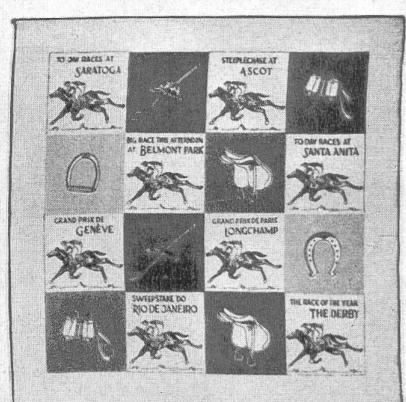 TO DAY RACES AT
SARATOGA
STEEPLECHASE AT
ASCOT
BIG RACE THIS AFTERNOON
AT BELMONT PARK
TO DAY RACES AT
SANTA ANITA
GRAND PRIX DE
GENÈVE
GRAND PRIX DE PARIS
LONGCHAMP
SWEEPSTAKE DO
RIO DE JANEIRO
THE RACE OF THE YEAR
THE DERBY